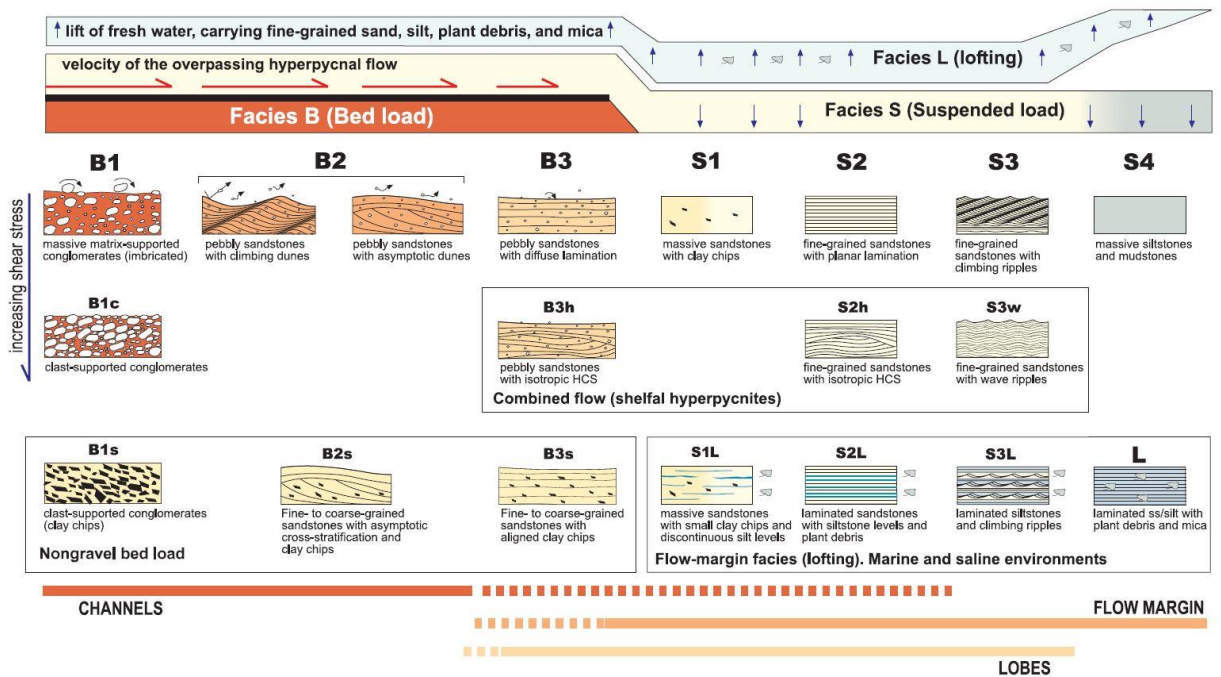 lift of fresh water, carrying fine-grained sand, silt, plant debris, and mica
velocity of the overpassing hyperpycnal flow
Facies L (lofting)
Facies B (Bed load)
Facies S (Suspended load)
B1
B2
B3
S1
S2
S3
S4
increasing shear stress
massive matrix-supported
conglomerates (imbricated)
pebbly sandstones
with climbing dunes
pebbly sandstones
with asymptotic dunes
pebbly sandstones
with diffuse lamination
massive sandstones
with clay chips
fine-grained sandstones
with planar lamination
fine-grained
sandstones with
climbing ripples
massive siltstones
and mudstones
B1c
clast-supported conglomerates
B3h
pebbly sandstones
with isotropic HCS
S2h
fine-grained sandstones
with isotropic HCS
S3w
fine-grained sandstones
with wave ripples
Combined flow (shelfal hyperpycnites)
B1s
clast-supported conglomerates
(clay chips)
B2s
Fine- to coarse-grained
sandstones with asymptotic
cross-stratification and
clay chips
B3s
Fine- to coarse-grained
sandstones with
aligned clay chips
Nongravel bed load
S1L
massive sandstones
with small clay chips and
discontinuous silt levels
S2L
laminated sandstones
with siltstone levels and
plant debris
S3L
laminated siltstones
and climbing ripples
L
laminated ss/silt with
plant debris and mica
Flow-margin facies (lofting). Marine and saline environments
CHANNELS
FLOW MARGIN
LOBES